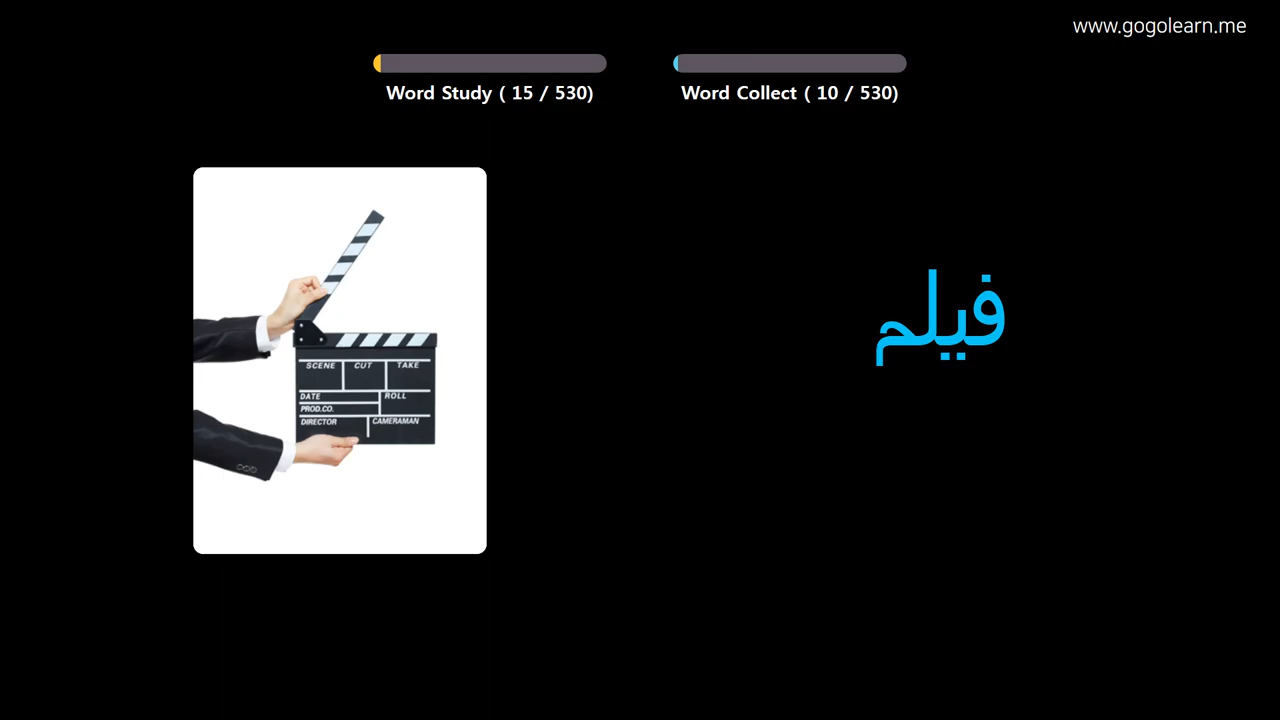 www.gogolearn.me
Word Study ( 15 / 530)
Word Collect ( 10 / 530)
فيلم
SCENE CUT TAKE
DATE ROLL
PROD.CO.
DIRECTOR CAMERAMAN